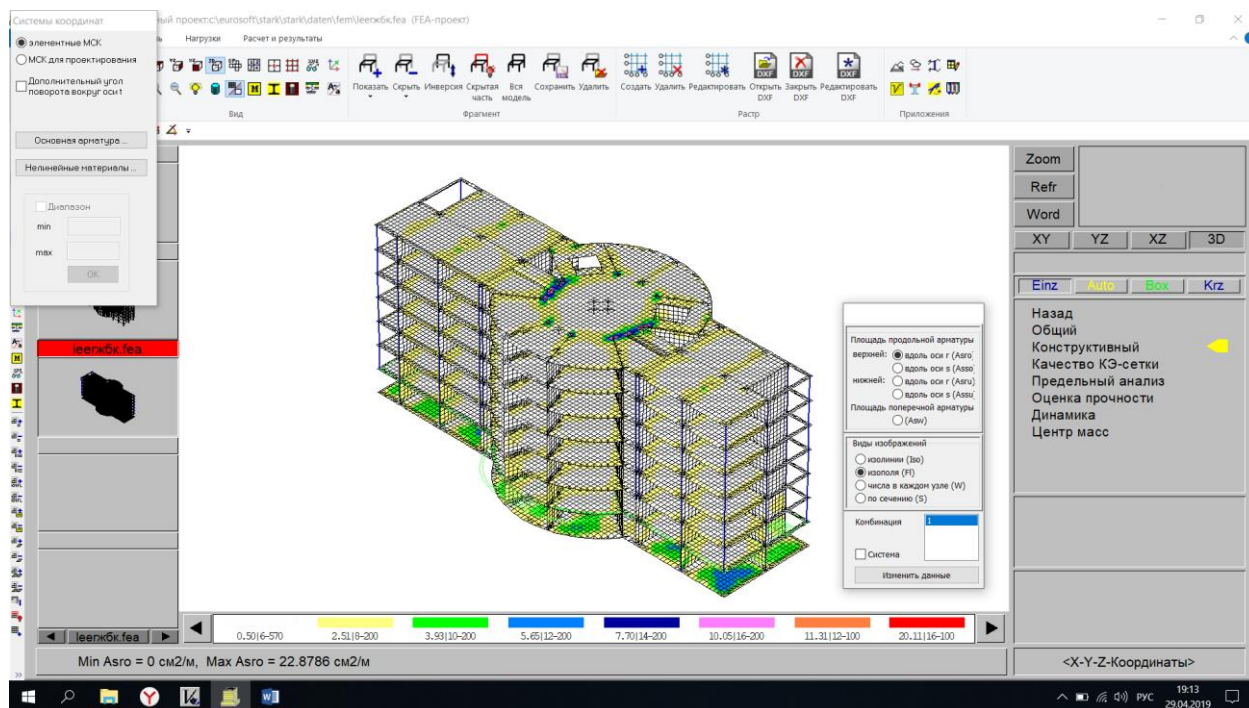 Системы координат
ный проект:c:\eurosoft\stark\stark\daten\fem\leerжбк.fea (FEA-проект)
элементные МСК
Нагрузки Расчет и результаты
МСК для проектирования
Дополнительный угол
поворота вокруг оси t
Показать Скрыть Инверсия Скрытая Вся Сохранить Удалить
часть модель
Создать Удалить Редактировать Открыть Закрыть Редактировать
DXF DXF DXF
Вид Фрагмент Растр Приложения
Основная арматура ...
Нелинейные материалы ...
Диапазон
min
max
OK
leerжбк.fea
Zoom
Refr
Word
XY YZ XZ 3D
Einz Auto Box Krz
Назад
Общий
Конструктивный
Качество КЭ-сетки
Предельный анализ
Оценка прочности
Динамика
Центр масс
Площадь продольной арматуры
верхней: вдоль оси r (Asro)
вдоль оси s (Asso)
нижней: вдоль оси r (Asru)
вдоль оси s (Assu)
Площадь поперечной арматуры
(Asw)
Виды изображений
изолинии (Iso)
изополя (Fl)
числа в каждом узле (W)
по сечению (S)
Комбинация 1
Система
Изменить данные
leerжбк.fea
0.50|6-570 2.51|8-200 3.93|10-200 5.65|12-200 7.70|14-200 10.05|16-200 11.31|12-100 20.11|16-100
Min Asro = 0 см2/м, Max Asro = 22.8786 см2/м
<X-Y-Z-Координаты>
РУС
19:13
29.04.2019